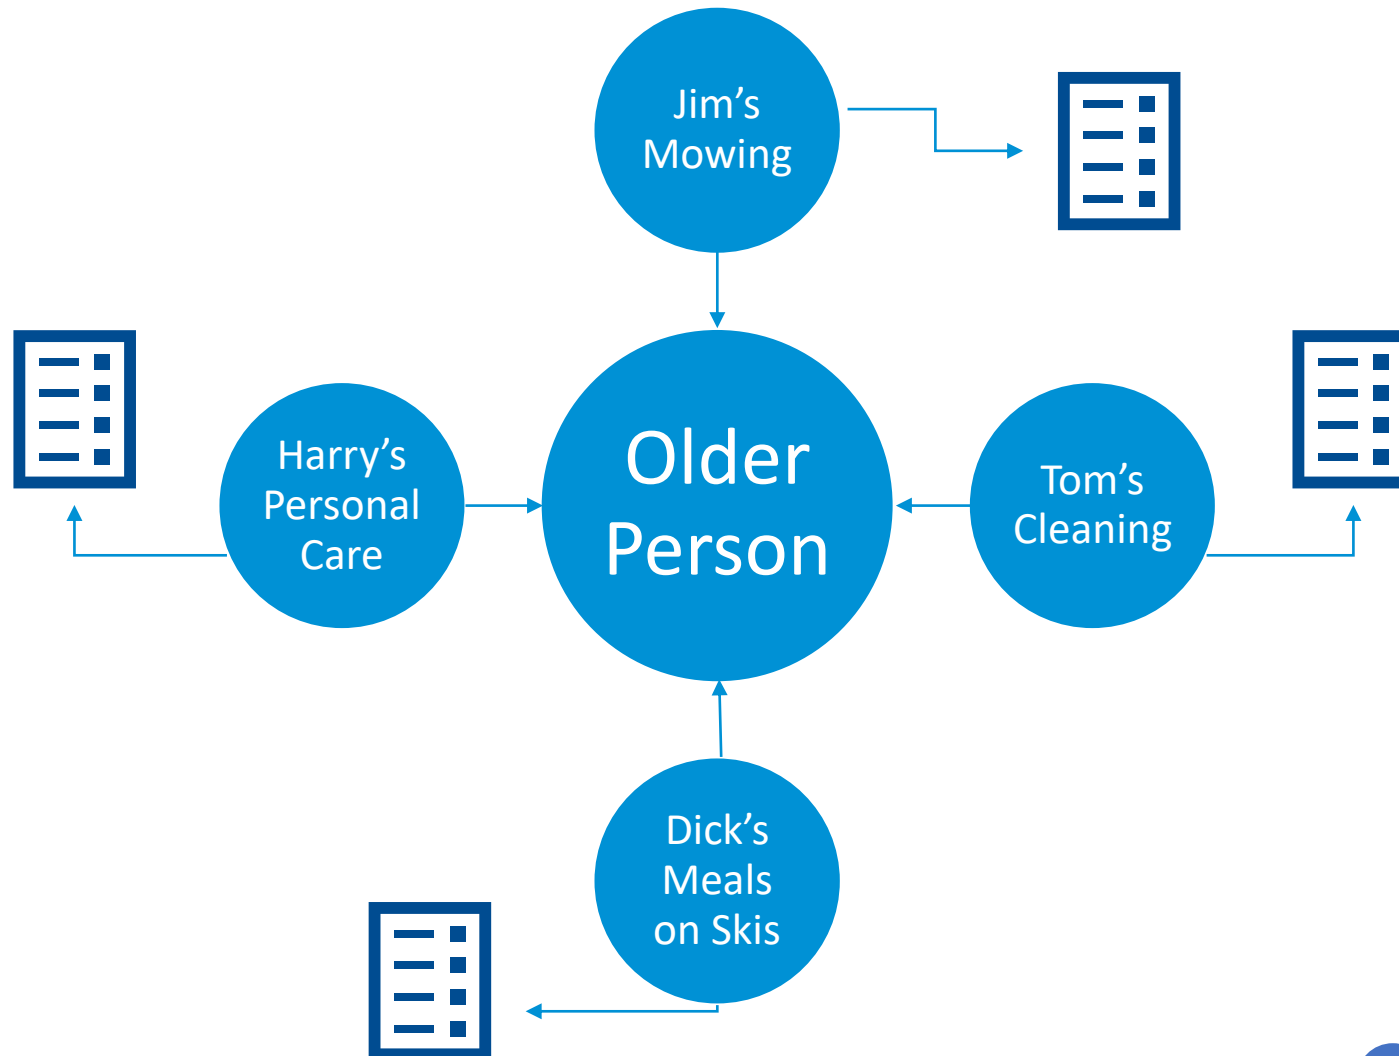 Jim’s
Mowing
Harry’s
Personal
Care
Older
Person
Tom’s
Cleaning
Dick’s
Meals
on Skis